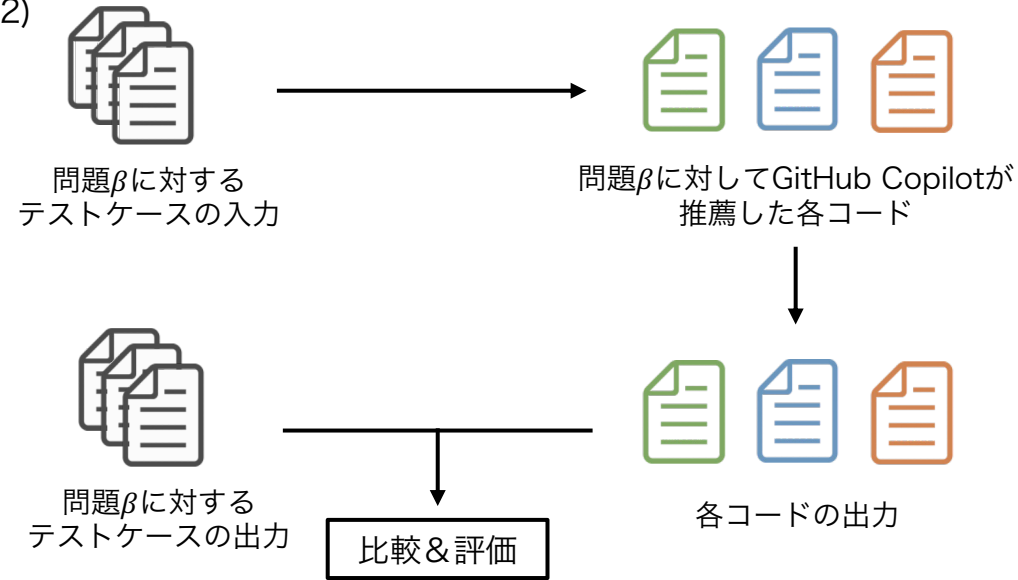 2)
問題βに対する
テストケースの入力
問題βに対してGitHub Copilotが
推薦した各コード
問題βに対する
テストケースの出力
各コードの出力
比較＆評価